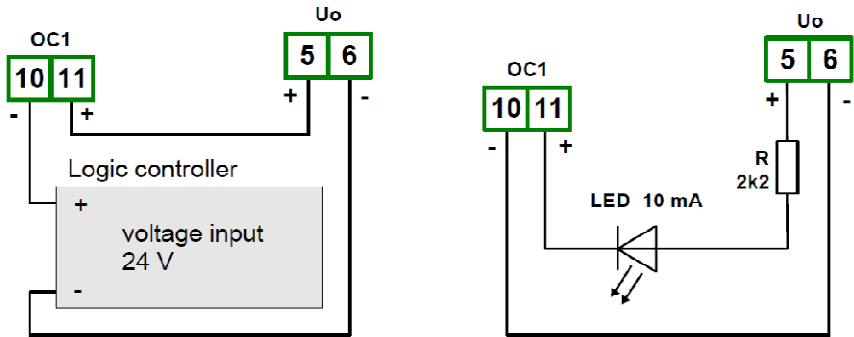 Uo
OC1
5 6
10 11
+ -
- +
Logic controller
+
voltage input
24 V
-
Uo
5 6
OC1
10 11
+ -
- +
R
2k2
LED 10 mA